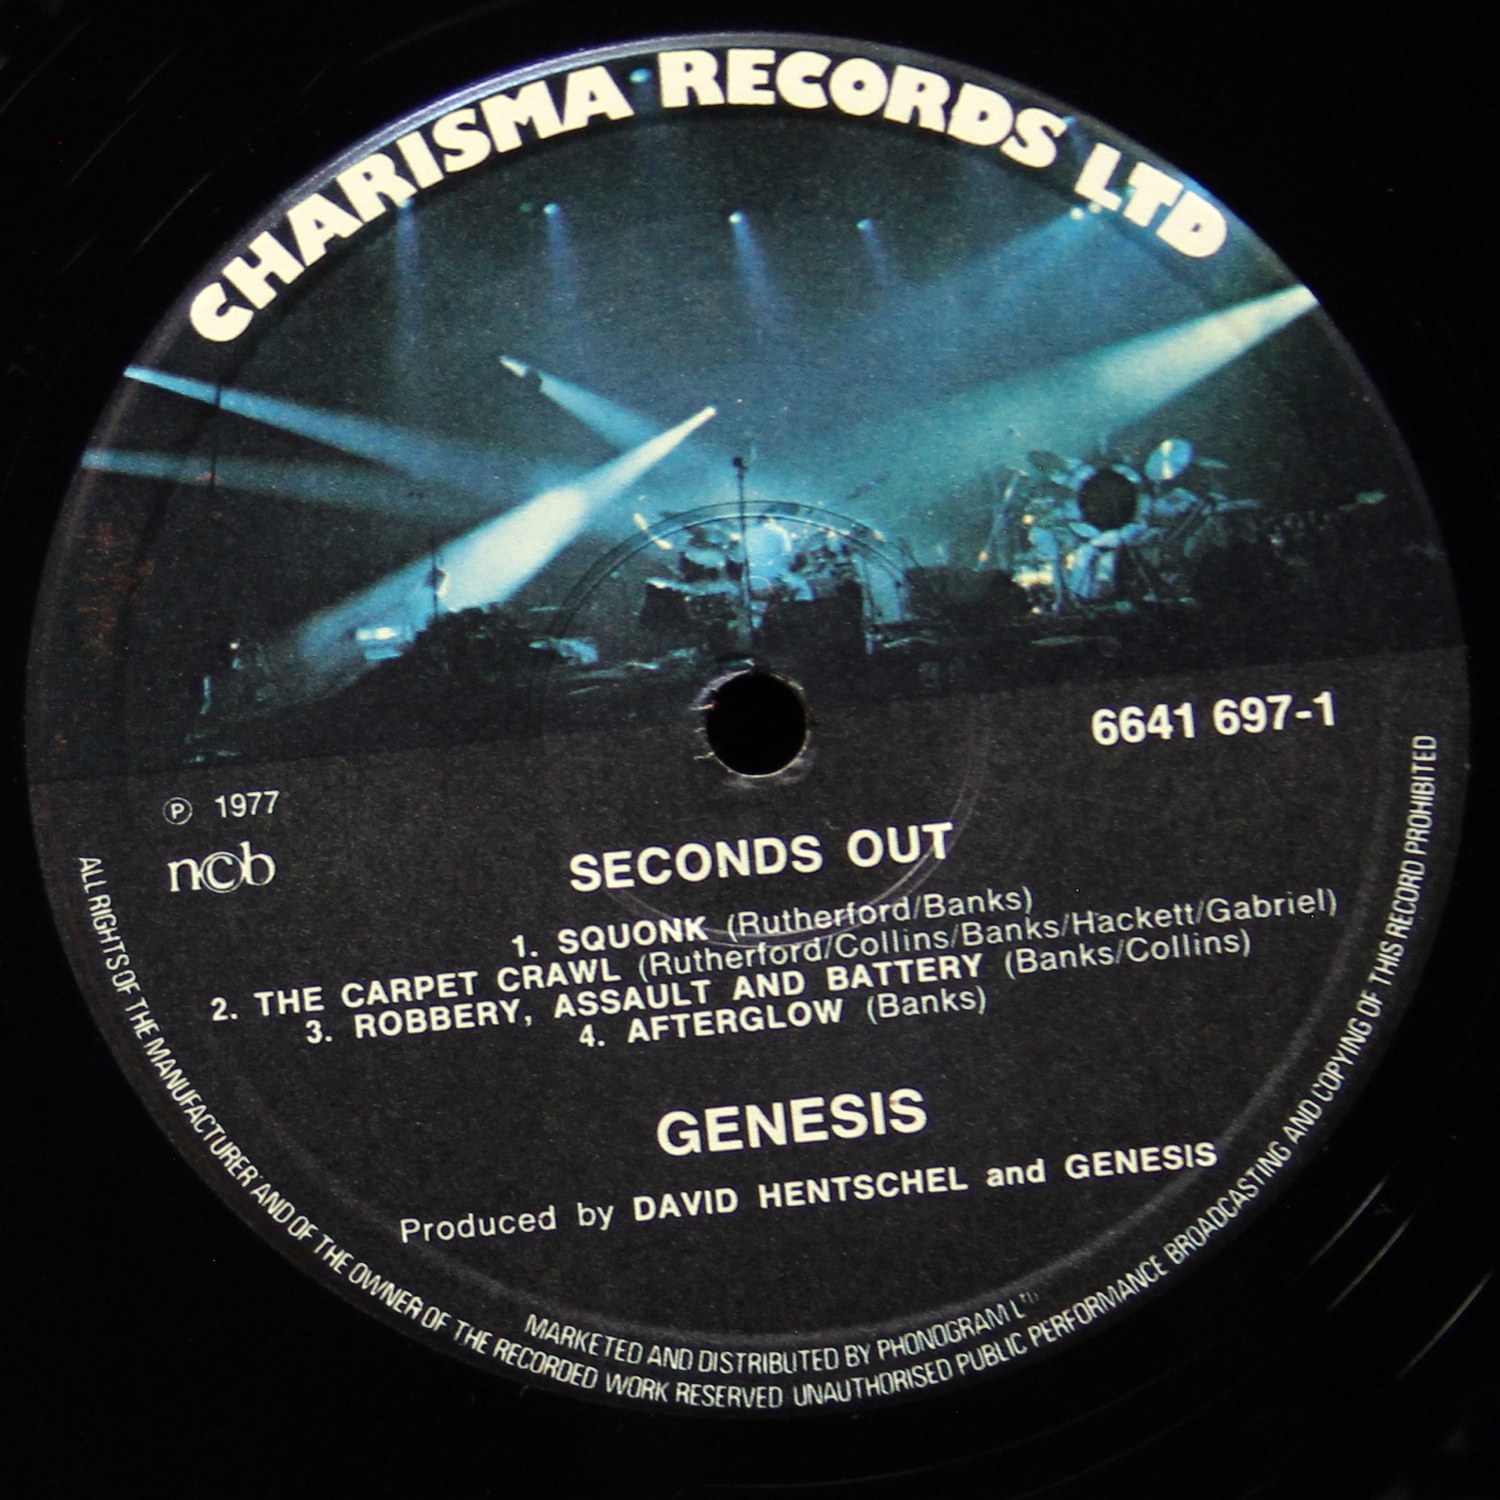 CHARISMA RECORDS LTD
6641 697-1
℗ 1977
ncb
SECONDS OUT
1. SQUONK (Rutherford/Banks)
2. THE CARPET CRAWL (Rutherford/Collins/Banks/Hackett/Gabriel)
3. ROBBERY, ASSAULT AND BATTERY (Banks/Collins)
4. AFTERGLOW (Banks)
GENESIS
Produced by DAVID HENTSCHEL and GENESIS
MARKETED AND DISTRIBUTED BY PHONOGRAM LTD
ALL RIGHTS OF THE MANUFACTURER AND OF THE OWNER OF THE RECORDED WORK RESERVED UNAUTHORISED PUBLIC PERFORMANCE BROADCASTING AND COPYING OF THIS RECORD PROHIBITED